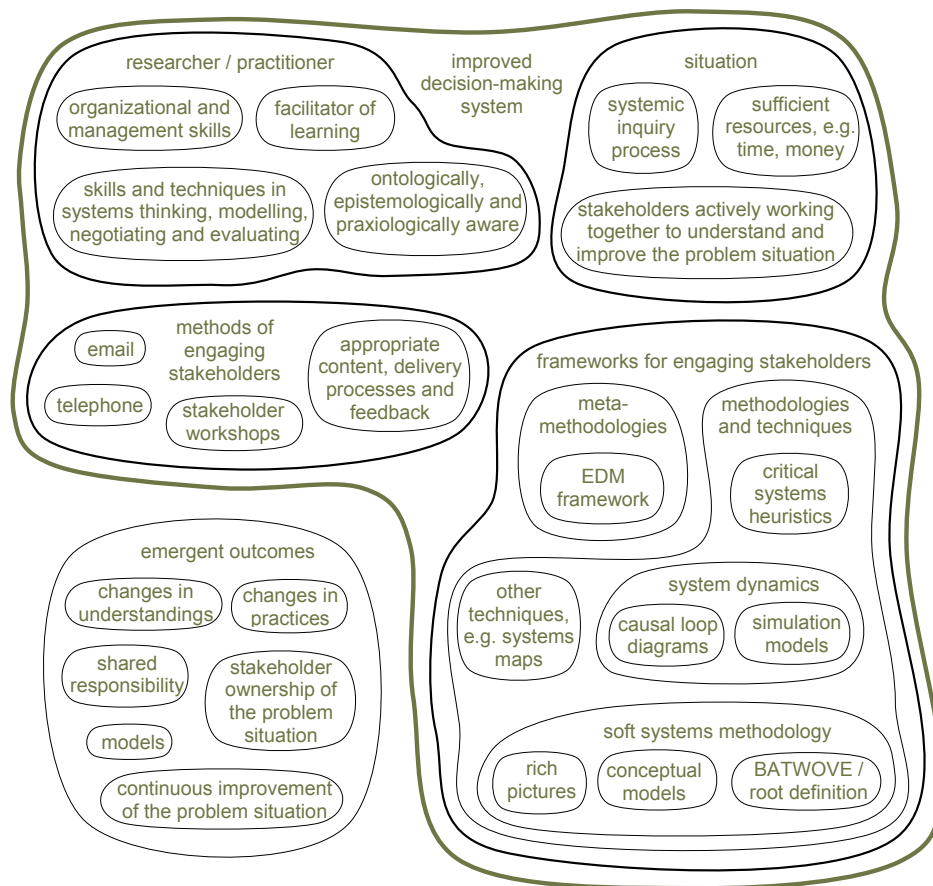 researcher / practitioner
organizational and
management skills
facilitator of
learning
skills and techniques in
systems thinking, modelling,
negotiating and evaluating
ontologically,
epistemologically and
praxiologically aware
improved
decision-making
system
situation
systemic
inquiry
process
sufficient
resources, e.g.
time, money
stakeholders actively working
together to understand and
improve the problem situation
email
methods of
engaging
stakeholders
telephone
stakeholder
workshops
appropriate
content, delivery
processes and
feedback
frameworks for engaging stakeholders
meta-
methodologies
EDM
framework
methodologies
and techniques
critical
systems
heuristics
other
techniques,
e.g. systems
maps
system dynamics
causal loop
diagrams
simulation
models
soft systems methodology
rich
pictures
conceptual
models
BATWOVE /
root definition
emergent outcomes
changes in
understandings
changes in
practices
shared
responsibility
stakeholder
ownership of
the problem
situation
models
continuous improvement
of the problem situation